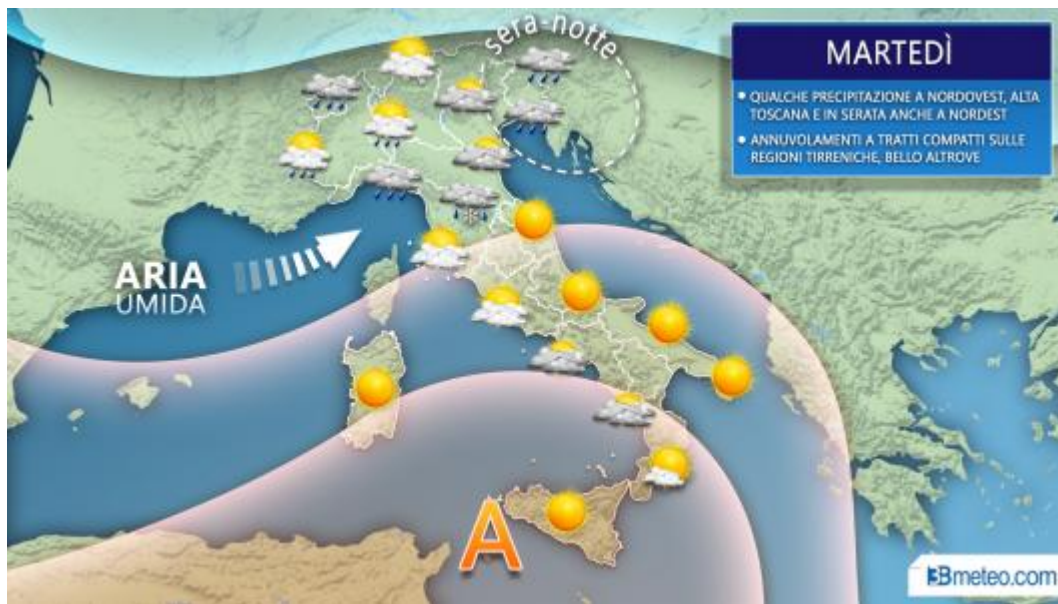 sera-notte
MARTEDÌ
• QUALCHE PRECIPITAZIONE A NORDOVEST, ALTA
TOSCANA E IN SERATA ANCHE A NORDEST
• ANNUVOLAMENTI A TRATTI COMPATTI SULLE
REGIONI TIRRENICHE, BELLO ALTROVE
ARIA
UMIDA
A
3Bmeteo.com